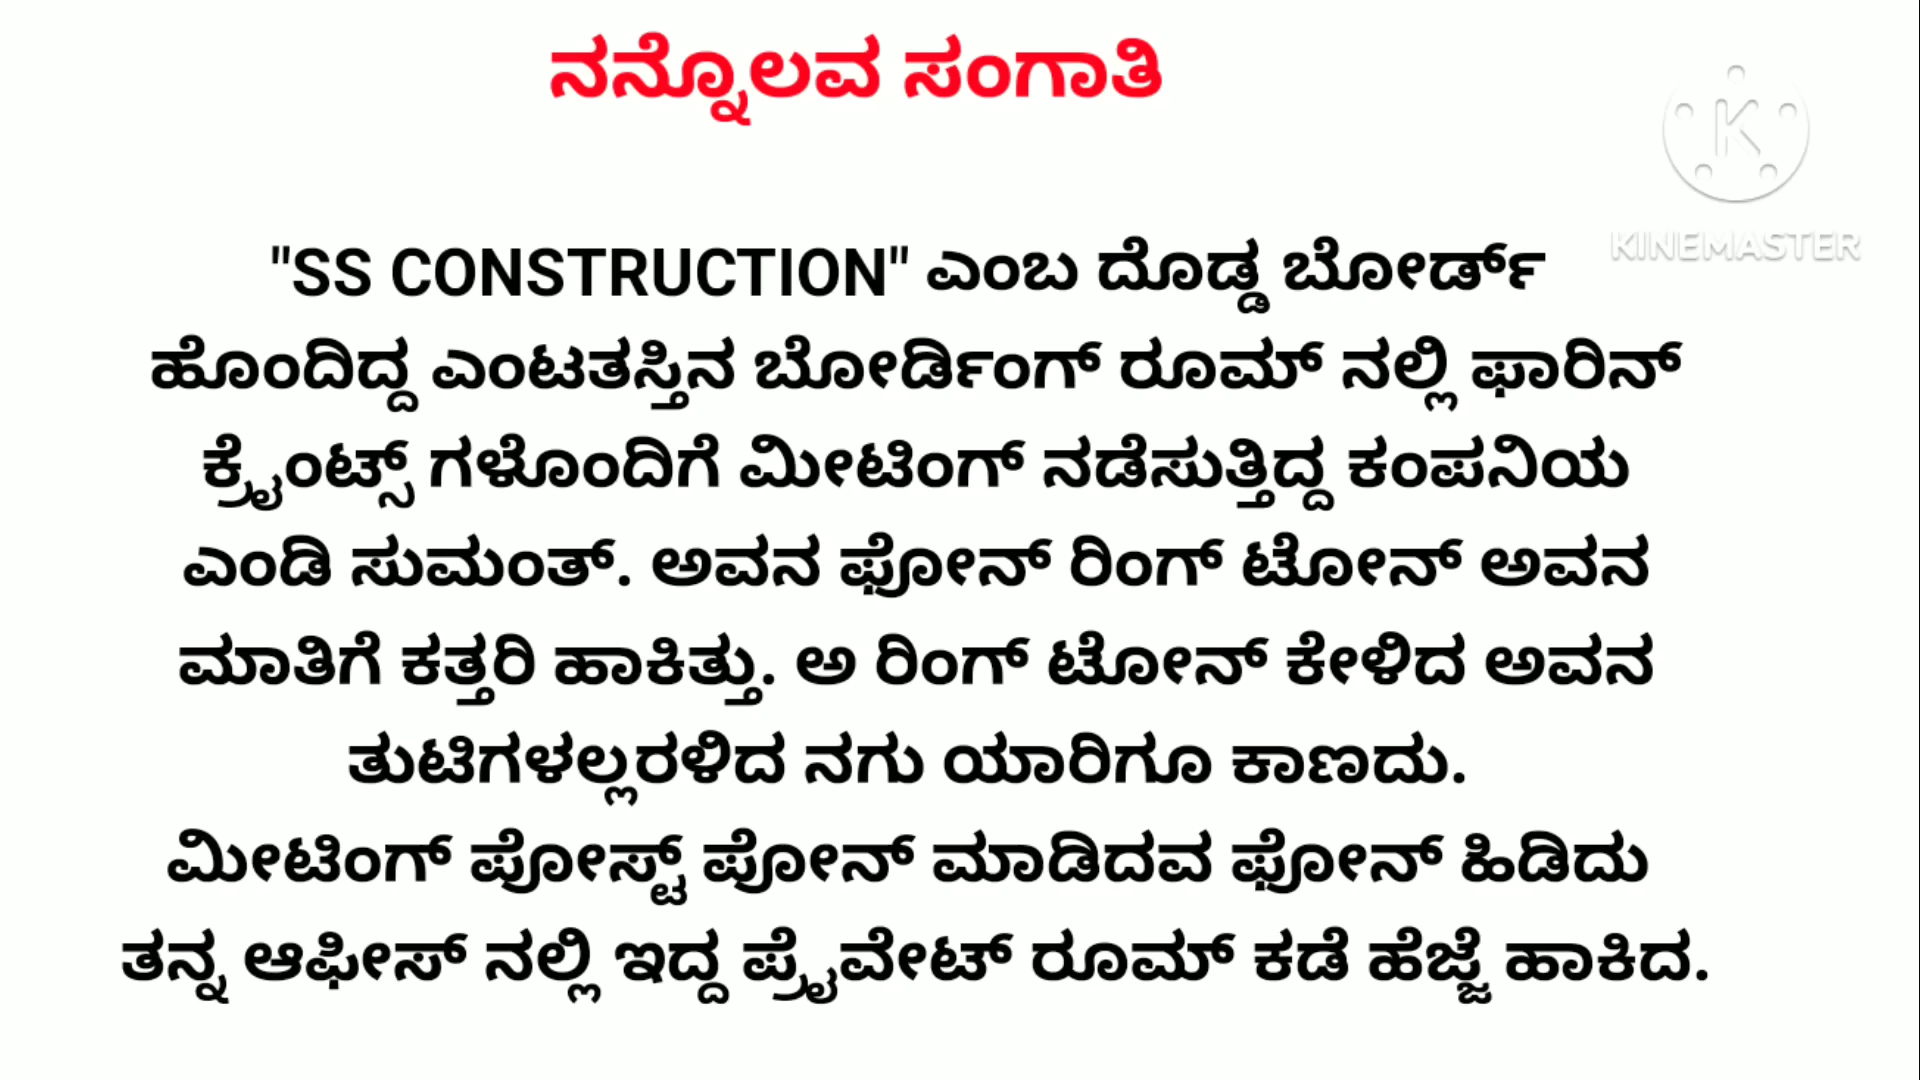 ನನ್ನೊಲವ ಸಂಗಾತಿ
"SS CONSTRUCTION" ಎಂಬ ದೊಡ್ಡ ಬೋರ್ಡ್
ಹೊಂದಿದ್ದ ಎಂಟತಸ್ತಿನ ಬೋರ್ಡಿಂಗ್ ರೂಮ್ ನಲ್ಲಿ ಫಾರಿನ್
ಕ್ರೈಂಟ್ಸ್ ಗಳೊಂದಿಗೆ ಮೀಟಿಂಗ್ ನಡೆಸುತ್ತಿದ್ದ ಕಂಪನಿಯ
ಎಂಡಿ ಸುಮಂತ್. ಅವನ ಫೋನ್ ರಿಂಗ್ ಟೋನ್ ಅವನ
ಮಾತಿಗೆ ಕತ್ತರಿ ಹಾಕಿತ್ತು. ಅ ರಿಂಗ್ ಟೋನ್ ಕೇಳಿದ ಅವನ
ತುಟಿಗಳಲ್ಲರಳಿದ ನಗು ಯಾರಿಗೂ ಕಾಣದು.
ಮೀಟಿಂಗ್ ಪೋಸ್ಟ್ ಪೋನ್ ಮಾಡಿದವ ಫೋನ್ ಹಿಡಿದು
ತನ್ನ ಆಫೀಸ್ ನಲ್ಲಿ ಇದ್ದ ಪ್ರೈವೇಟ್ ರೂಮ್ ಕಡೆ ಹೆಜ್ಜೆ ಹಾಕಿದ.
K
KINEMASTER